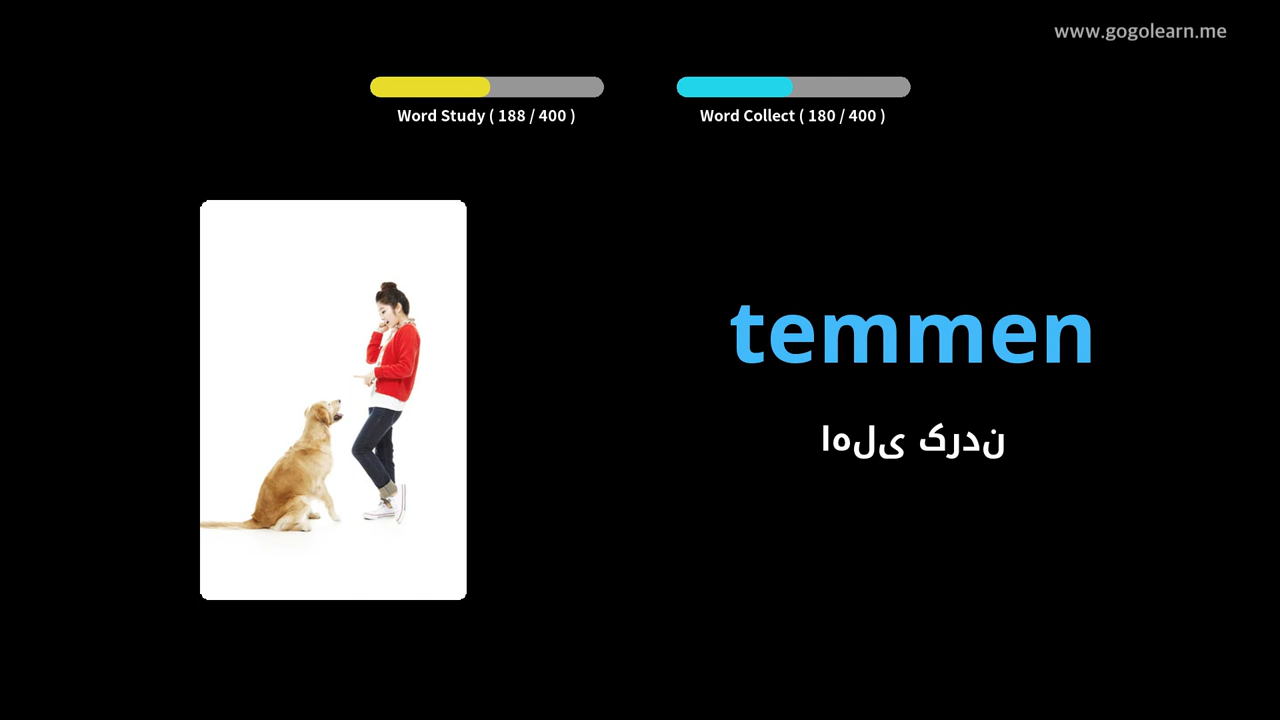 www.gogolearn.me
Word Study ( 188 / 400 )
Word Collect ( 180 / 400 )
temmen
اهلی کردن